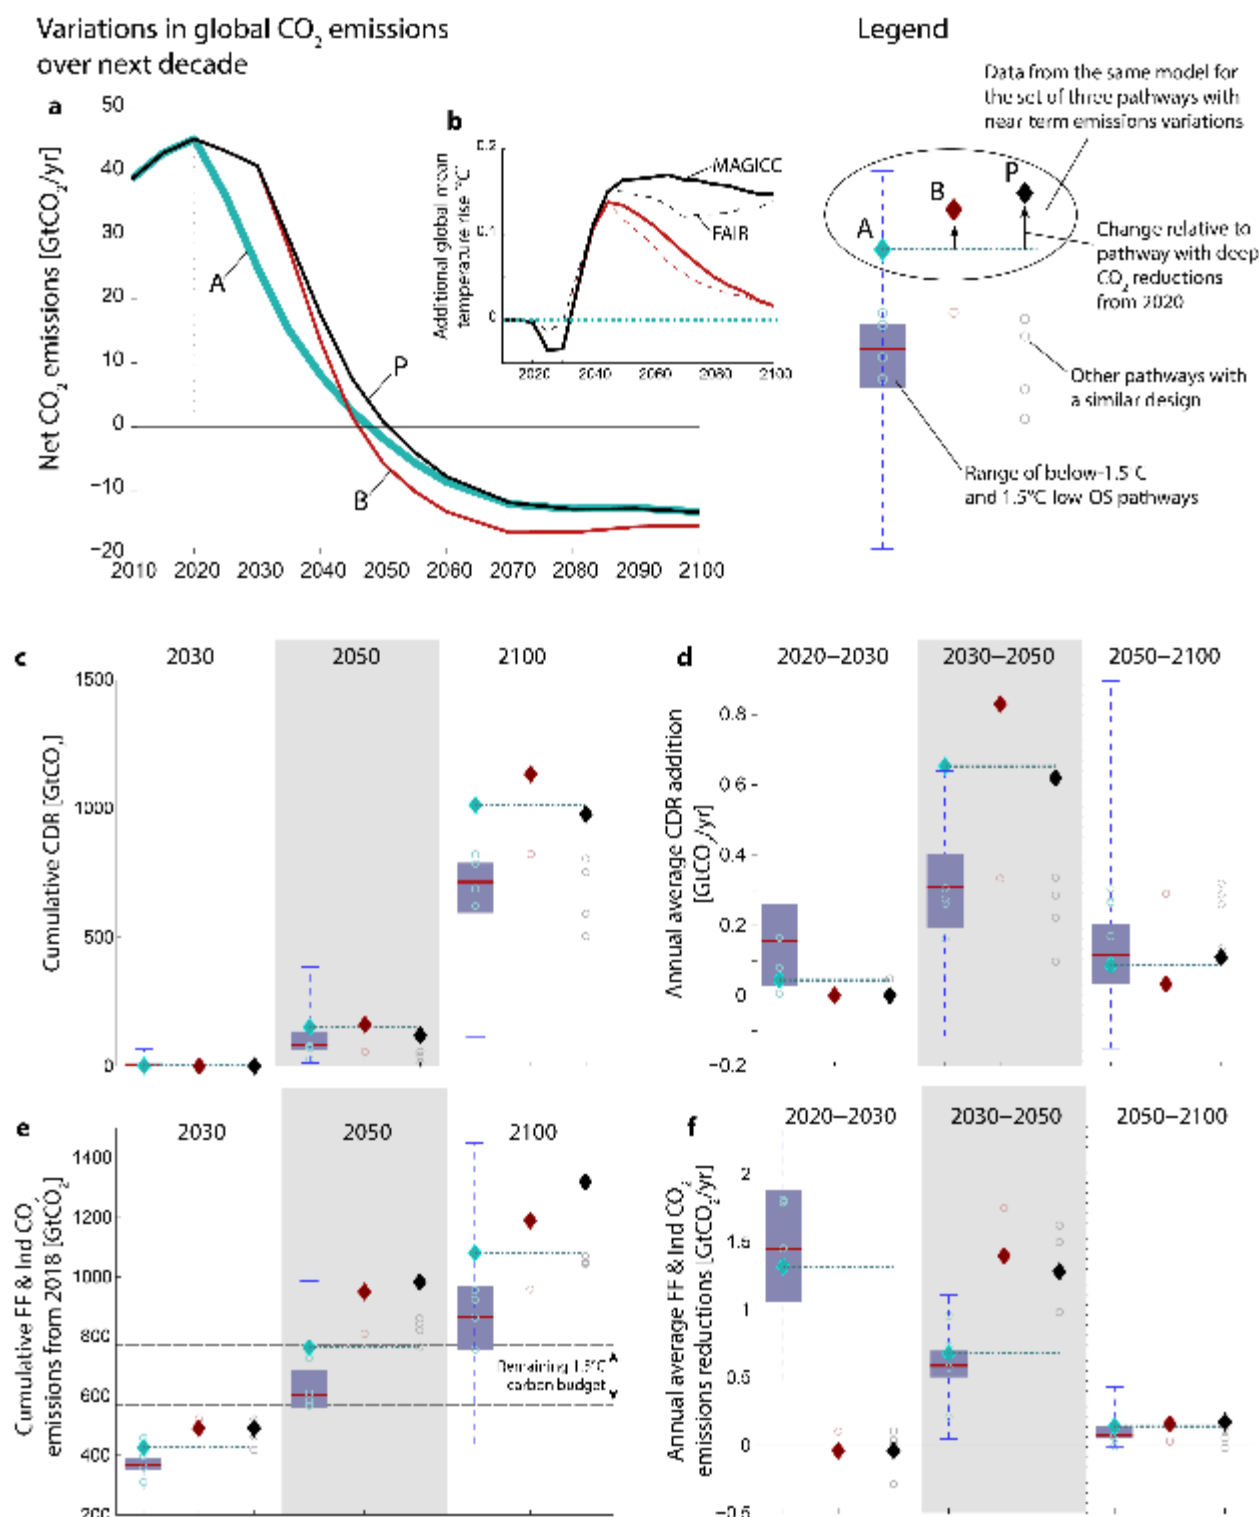 Variations in global CO2 emissions
over next decade
Legend
a
Net CO2 emissions [GtCO2/yr]
50
40
30
20
10
0
−10
−20
2010 2020 2030 2040 2050 2060 2070 2080 2090 2100
A
P
B
b
Additional global mean
temperature rise °C
0.2
0.1
0
2020 2040 2060 2080 2100
MAGICC
FAIR
Data from the same model for
the set of three pathways with
near term emissions variations
A
B
P
Change relative to
pathway with deep
CO2 reductions
from 2020
Other pathways with
a similar design
Range of below-1.5 C
and 1.5°C low OS pathways
c
2030 2050 2100
Cumulative CDR [GtCO2]
1500
1000
500
0
d
2020−2030 2030−2050 2050−2100
Annual average CDR addition
[GtCO2/yr]
0.8
0.6
0.4
0.2
0
−0.2
e
2030 2050 2100
Cumulative FF & Ind CO2
emissions from 2018 [GtCO2]
1400
1200
1000
800
600
400
200
Remaining 1.5°C
carbon budget
f
2020−2030 2030−2050 2050−2100
Annual average FF & Ind CO2
emissions reductions [GtCO2/yr]
2
1.5
1
0.5
0
−0.5